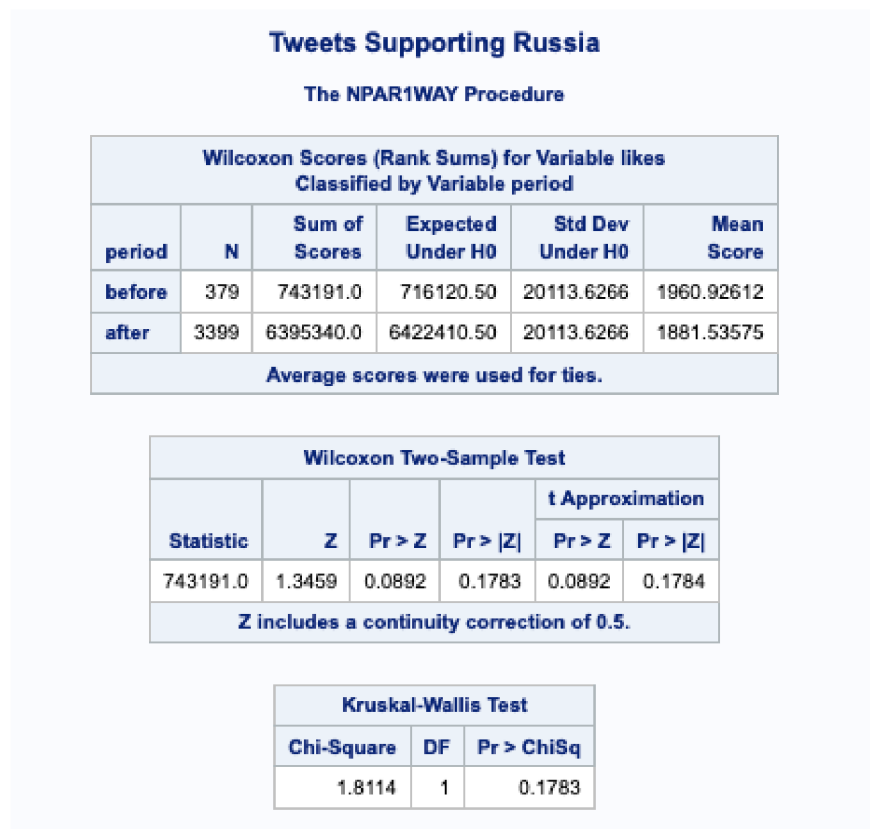 Tweets Supporting Russia
The NPAR1WAY Procedure
Wilcoxon Scores (Rank Sums) for Variable likes
Classified by Variable period
period N Sum of Scores Expected Under H0 Std Dev Under H0 Mean Score
before 379 743191.0 716120.50 20113.6266 1960.92612
after 3399 6395340.0 6422410.50 20113.6266 1881.53575
Average scores were used for ties.
Wilcoxon Two-Sample Test
t Approximation
Statistic Z Pr > Z Pr > |Z| Pr > Z Pr > |Z|
743191.0 1.3459 0.0892 0.1783 0.0892 0.1784
Z includes a continuity correction of 0.5.
Kruskal-Wallis Test
Chi-Square DF Pr > ChiSq
1.8114 1 0.1783